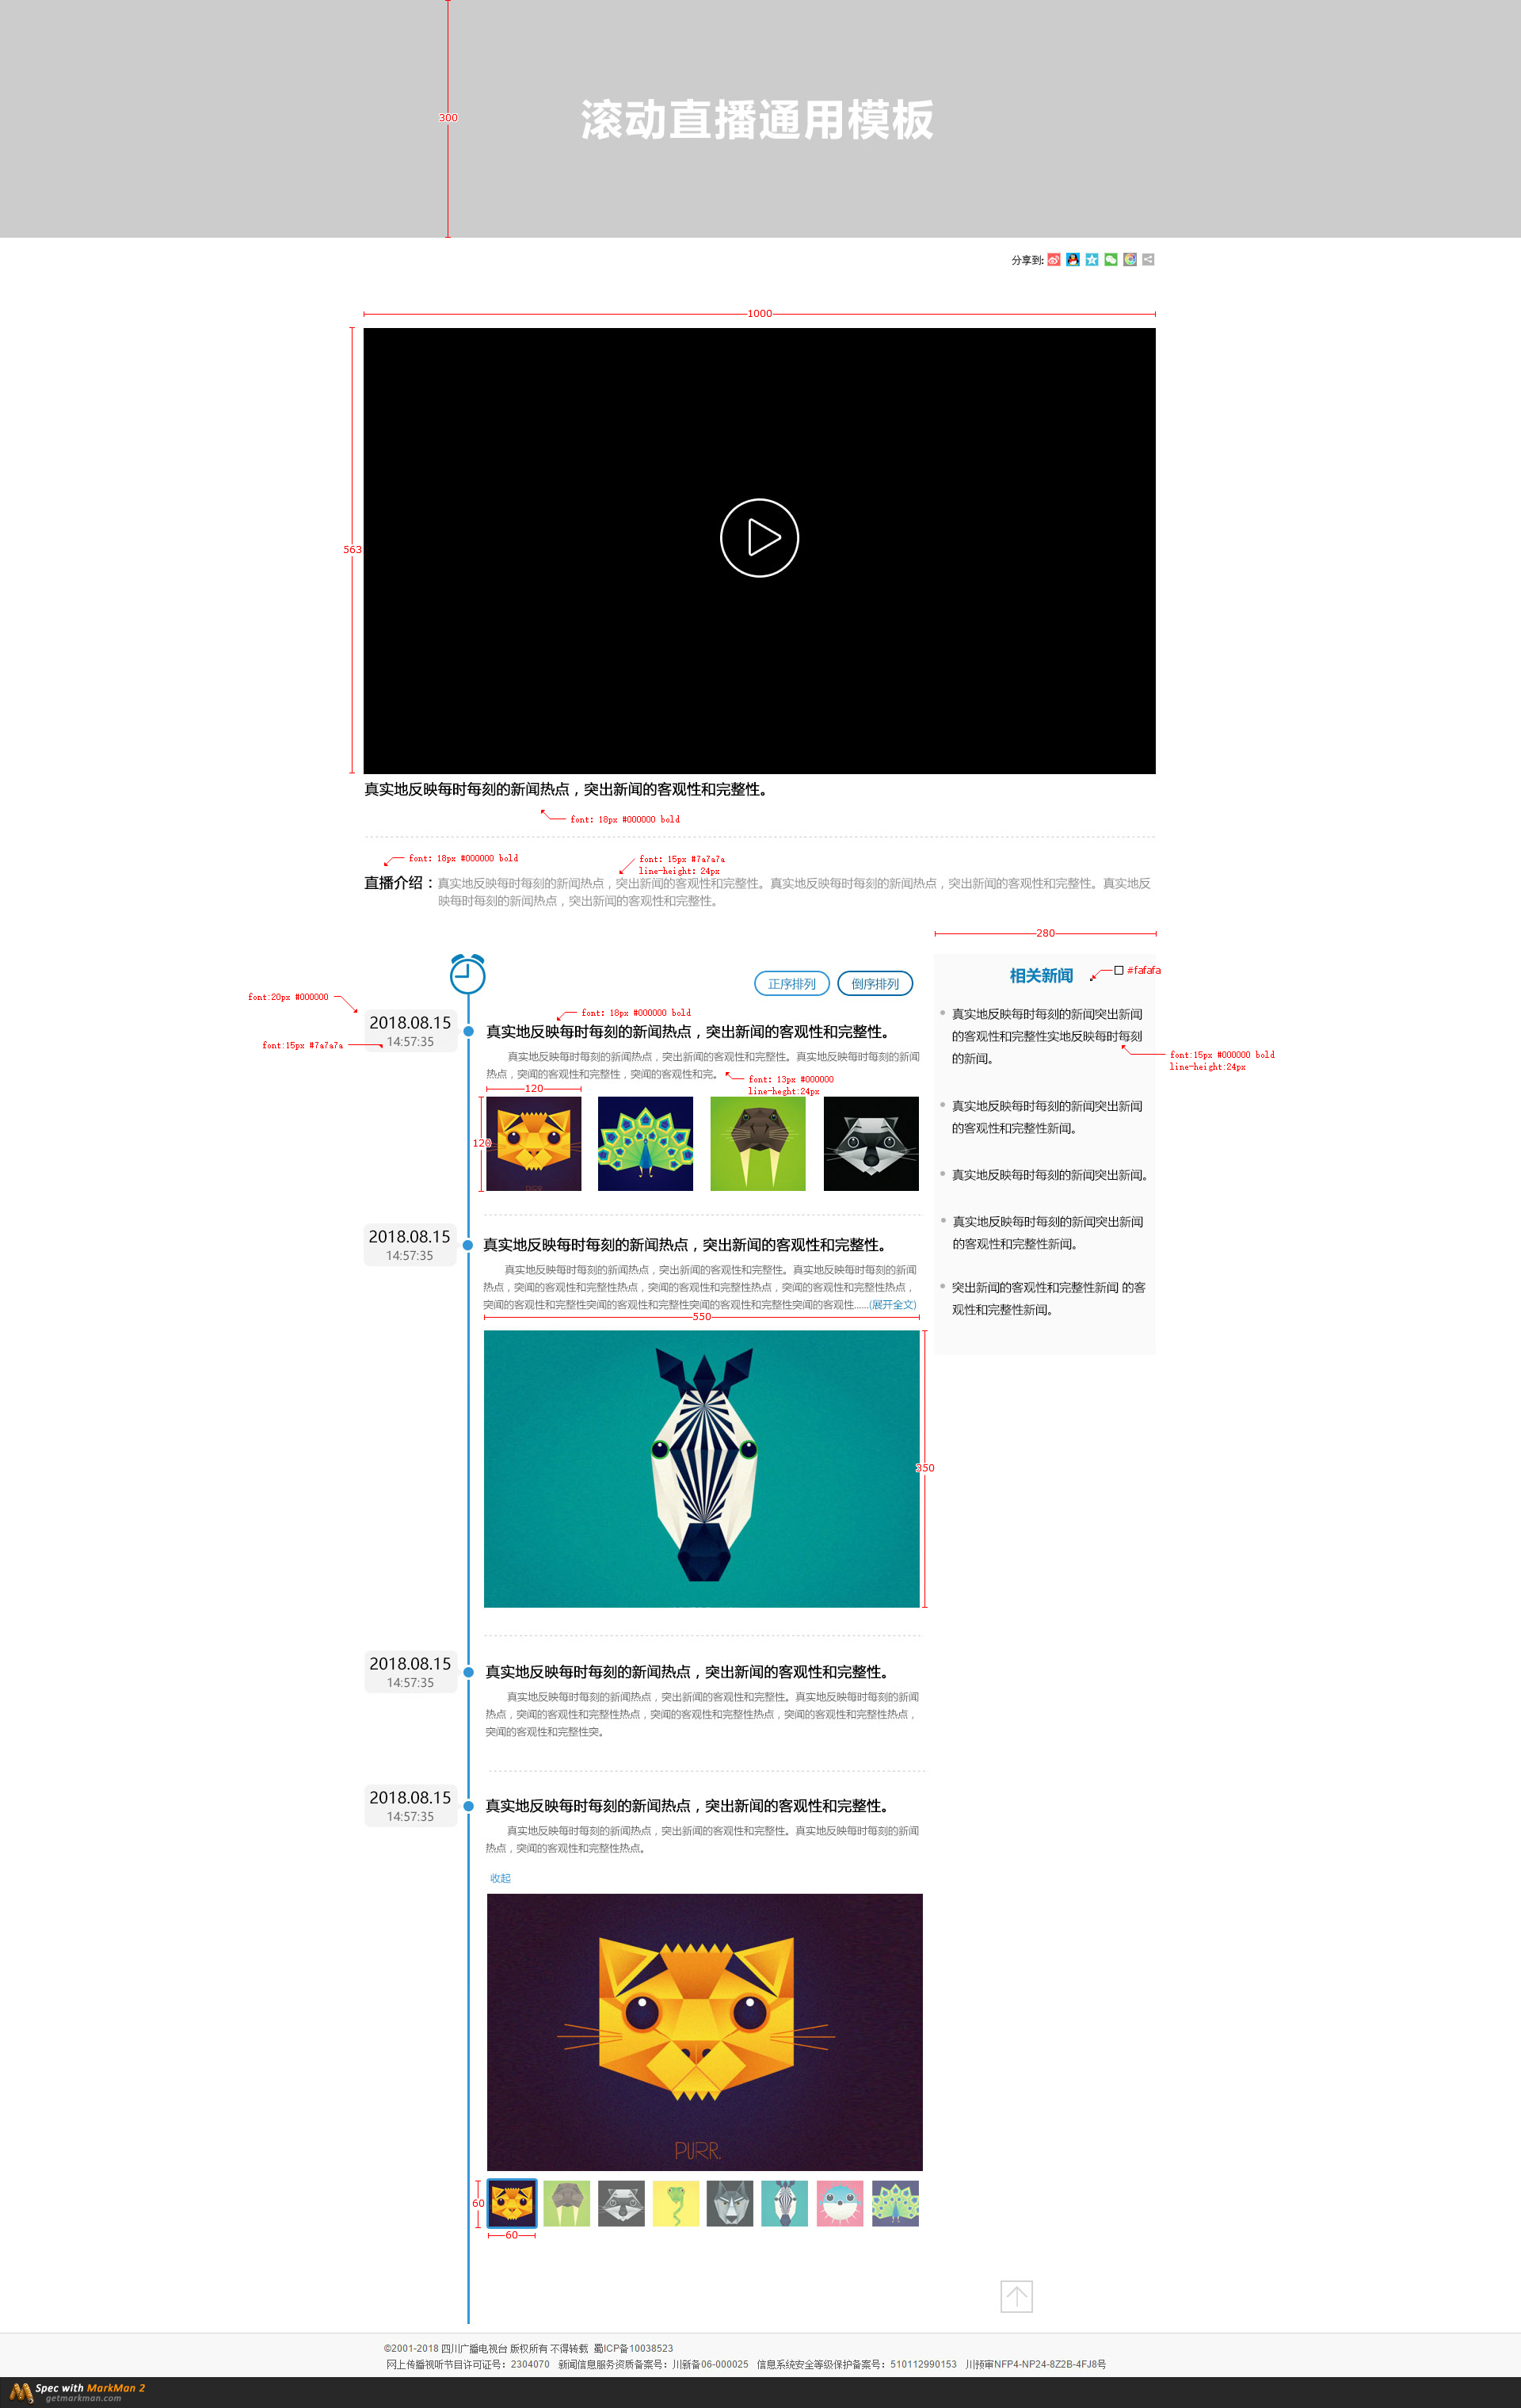 滚动直播通用模板
300
分享到:
1000
563
真实地反映每时每刻的新闻热点，突出新闻的客观性和完整性。
font: 18px #000000 bold
font: 18px #000000 bold
font: 15px #7a7a7a
line-height: 24px
直播介绍：真实地反映每时每刻的新闻热点，突出新闻的客观性和完整性。真实地反映每时每刻的新闻热点，突出新闻的客观性和完整性。真实地反
映每时每刻的新闻热点，突出新闻的客观性和完整性。
280
正序排列 倒序排列
相关新闻
#fafafa
font:20px #000000
2018.08.15
14:57:35
font:15px #7a7a7a
font: 18px #000000 bold
真实地反映每时每刻的新闻热点，突出新闻的客观性和完整性。
真实地反映每时每刻的新闻热点，突出新闻的客观性和完整性。真实地反映每时每刻的新闻
热点，突闻的客观性和完整性，突闻的客观性和完。
font: 13px #000000
line-heght:24px
120
120
PURR.
真实地反映每时每刻的新闻突出新闻
的客观性和完整性实地反映每时每刻
的新闻。
font:15px #000000 bold
line-height:24px
真实地反映每时每刻的新闻突出新闻
的客观性和完整性新闻。
真实地反映每时每刻的新闻突出新闻。
真实地反映每时每刻的新闻突出新闻
的客观性和完整性新闻。
突出新闻的客观性和完整性新闻 的客
观性和完整性新闻。
2018.08.15
14:57:35
真实地反映每时每刻的新闻热点，突出新闻的客观性和完整性。
真实地反映每时每刻的新闻热点，突出新闻的客观性和完整性。真实地反映每时每刻的新闻
热点，突闻的客观性和完整性热点，突闻的客观性和完整性热点，突闻的客观性和完整性热点，
突闻的客观性和完整性突闻的客观性和完整性突闻的客观性和完整性突闻的客观性......(展开全文)
550
350
2018.08.15
14:57:35
真实地反映每时每刻的新闻热点，突出新闻的客观性和完整性。
真实地反映每时每刻的新闻热点，突出新闻的客观性和完整性。真实地反映每时每刻的新闻
热点，突闻的客观性和完整性热点，突闻的客观性和完整性热点，突闻的客观性和完整性热点，
突闻的客观性和完整性突。
2018.08.15
14:57:35
真实地反映每时每刻的新闻热点，突出新闻的客观性和完整性。
真实地反映每时每刻的新闻热点，突出新闻的客观性和完整性。真实地反映每时每刻的新闻
热点，突闻的客观性和完整性热点。
收起
PURR.
60
60
©2001-2018 四川广播电视台 版权所有 不得转载 蜀ICP备10038523
网上传播视听节目许可证号：2304070 新闻信息服务资质备案号：川新备06-000025 信息系统安全等级保护备案号：510112990153 川预审NFP4-NP24-8Z2B-4FJ8号
Spec with MarkMan 2
getmarkman.com